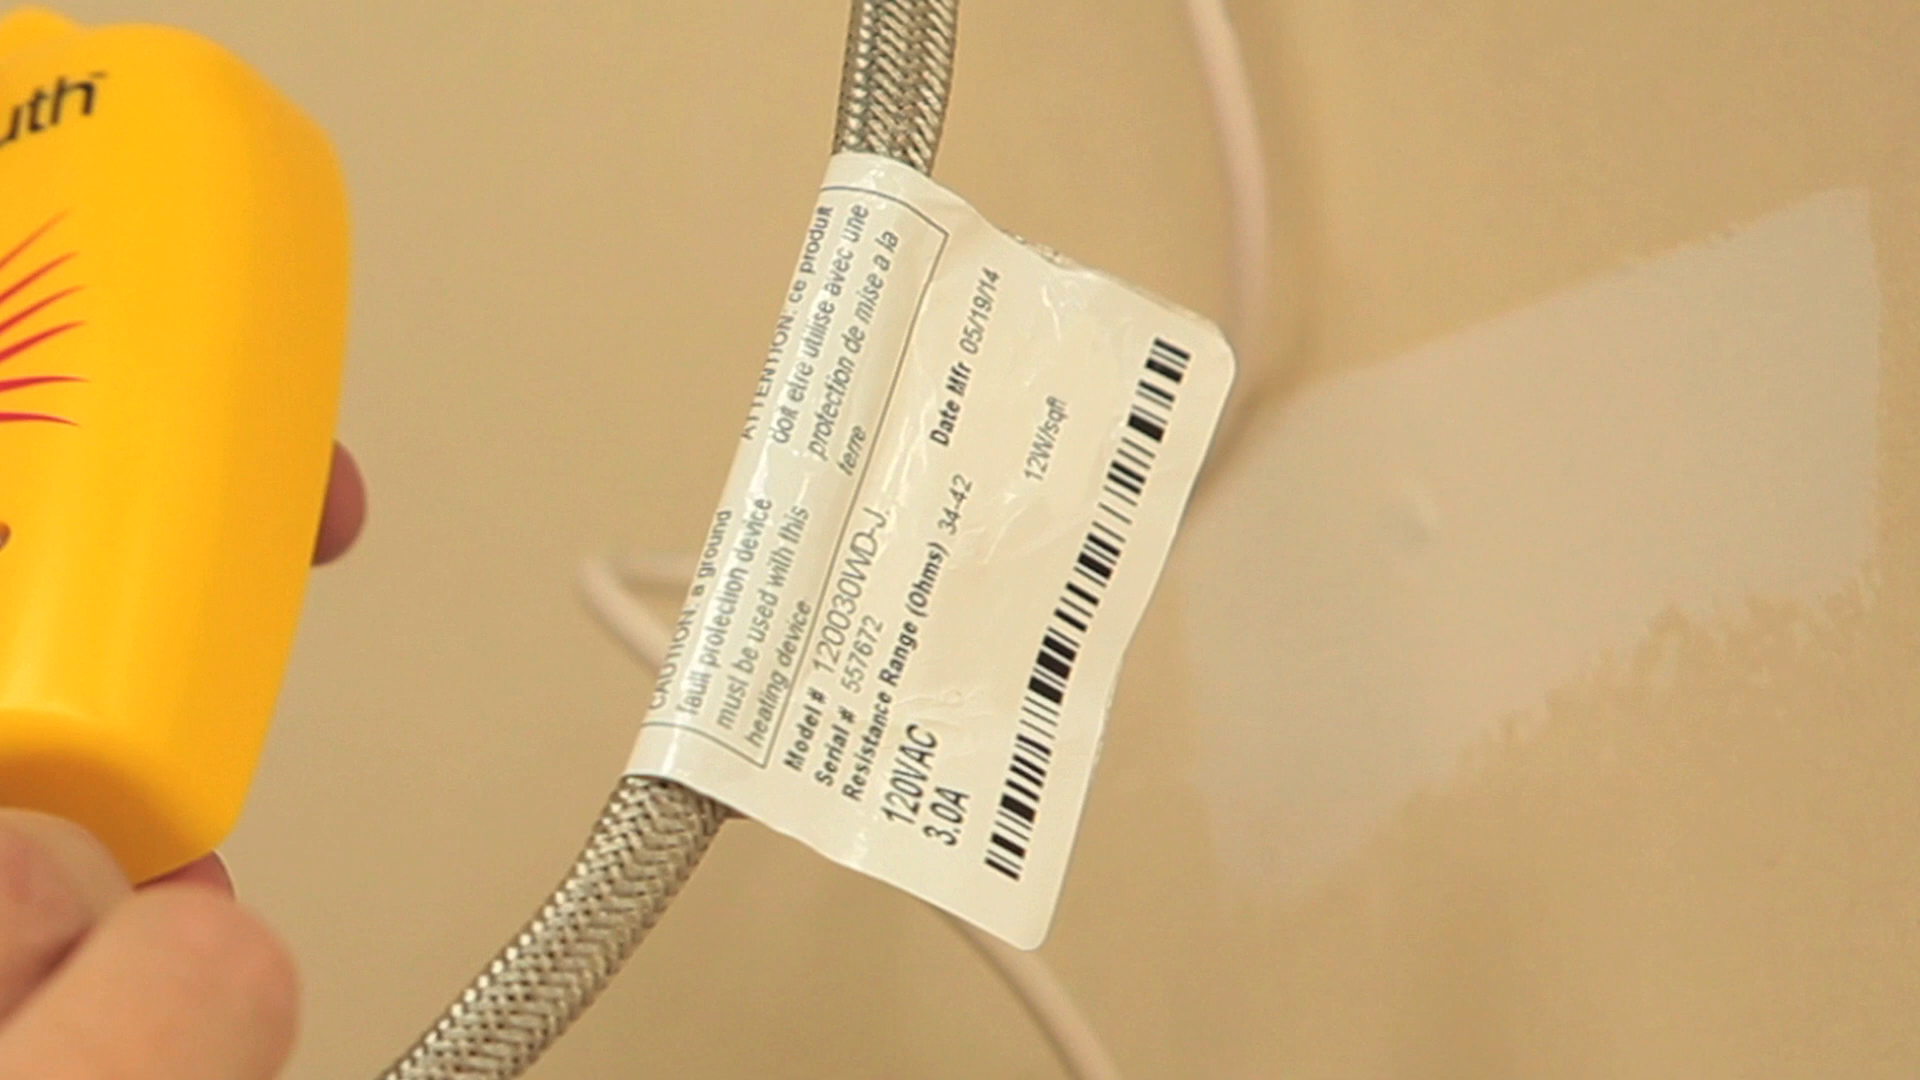 uth™
CAUTION: a ground
fault protection device
must be used with this
heating device
ATTENTION: ce produit
doit etre utilise avec une
protection de mise a la
terre
Model # 120030WD-J
Serial # 557672
Date Mfr 05/19/14
Resistance Range (Ohms) 34-42
120VAC
12W/sqft
3.0A